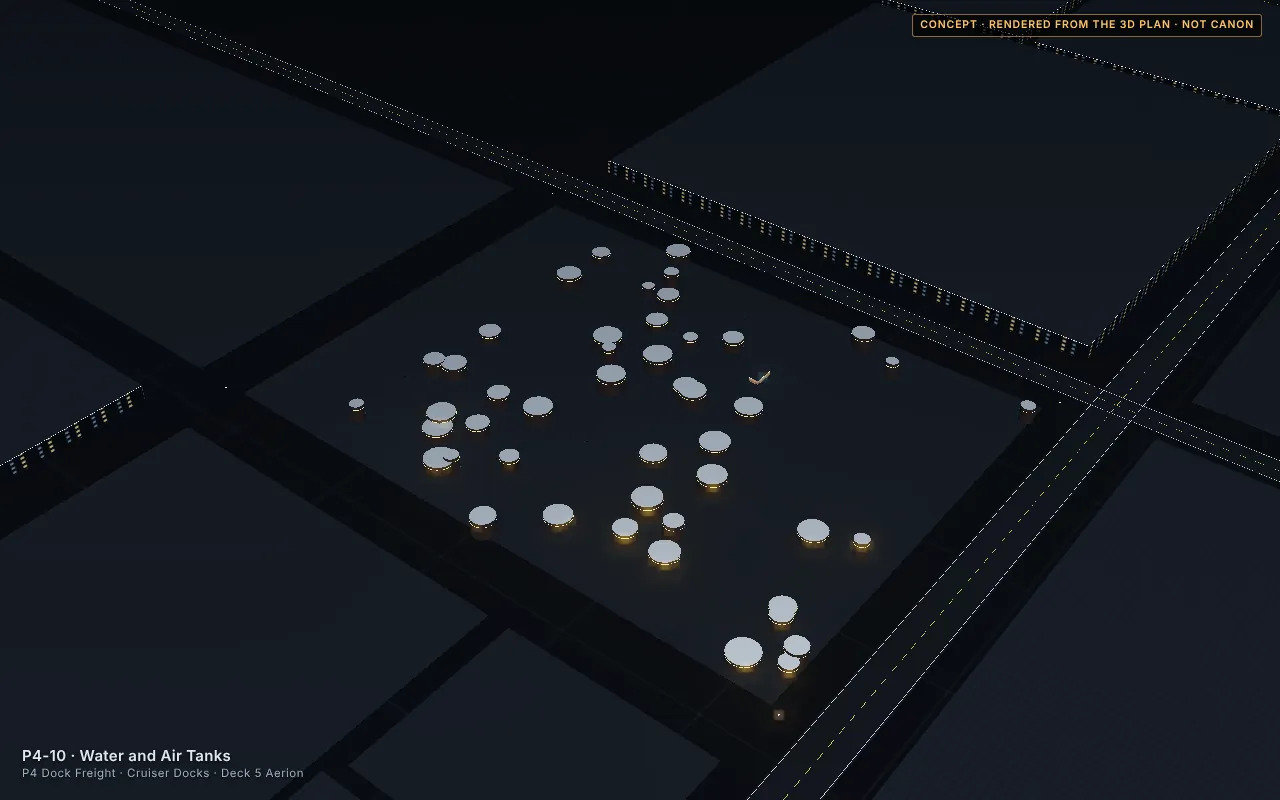 CONCEPT · RENDERED FROM THE 3D PLAN · NOT CANON
P4-10 · Water and Air Tanks
P4 Dock Freight · Cruiser Docks · Deck 5 Aerion